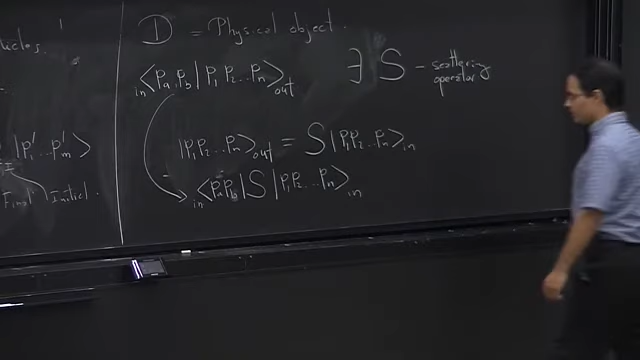 D = Physical object.
in⟨Pa Pb | P1 P2 ... Pn⟩out ∃ S - scattering operator
|P1 P2 ... Pn⟩out = S |P1 P2 ... Pn⟩in
in⟨Pa Pb| S |P1 P2 ... Pn⟩in
| P'1 ... P'm ⟩
Final Initial